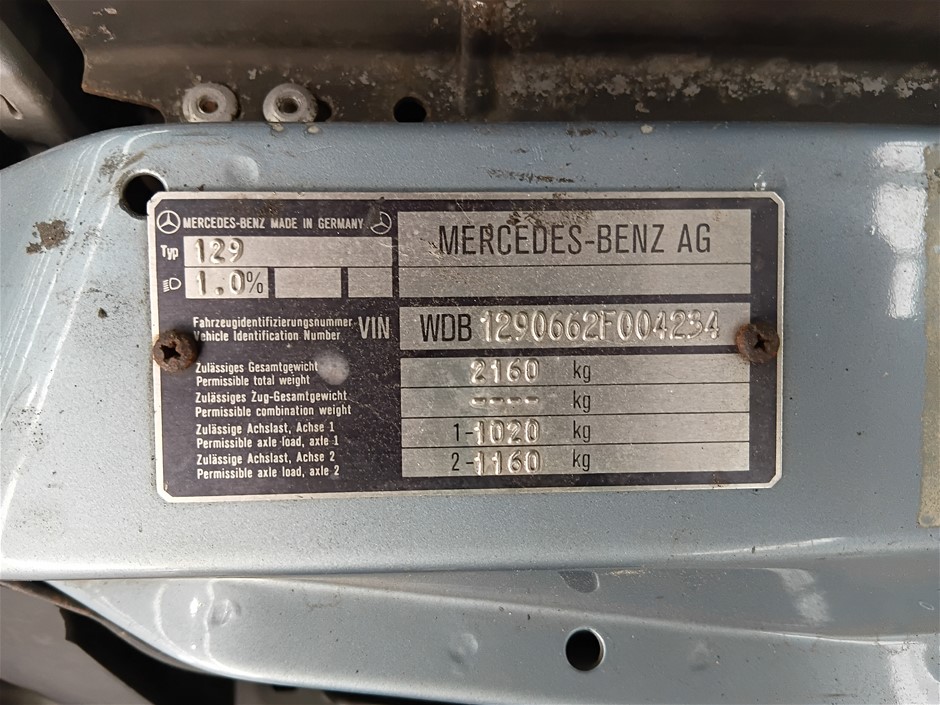 MERCEDES-BENZ MADE IN GERMANY
MERCEDES-BENZ AG
Typ 129
1.0%
Fahrzeugidentifizierungsnummer
Vehicle Identification Number
VIN WDB 1290662F004234
Zulässiges Gesamtgewicht
Permissible total weight
2160 kg
Zulässiges Zug-Gesamtgewicht
Permissible combination weight
---- kg
Zulässige Achslast, Achse 1
Permissible axle load, axle 1
1-1020 kg
Zulässige Achslast, Achse 2
Permissible axle load, axle 2
2-1160 kg